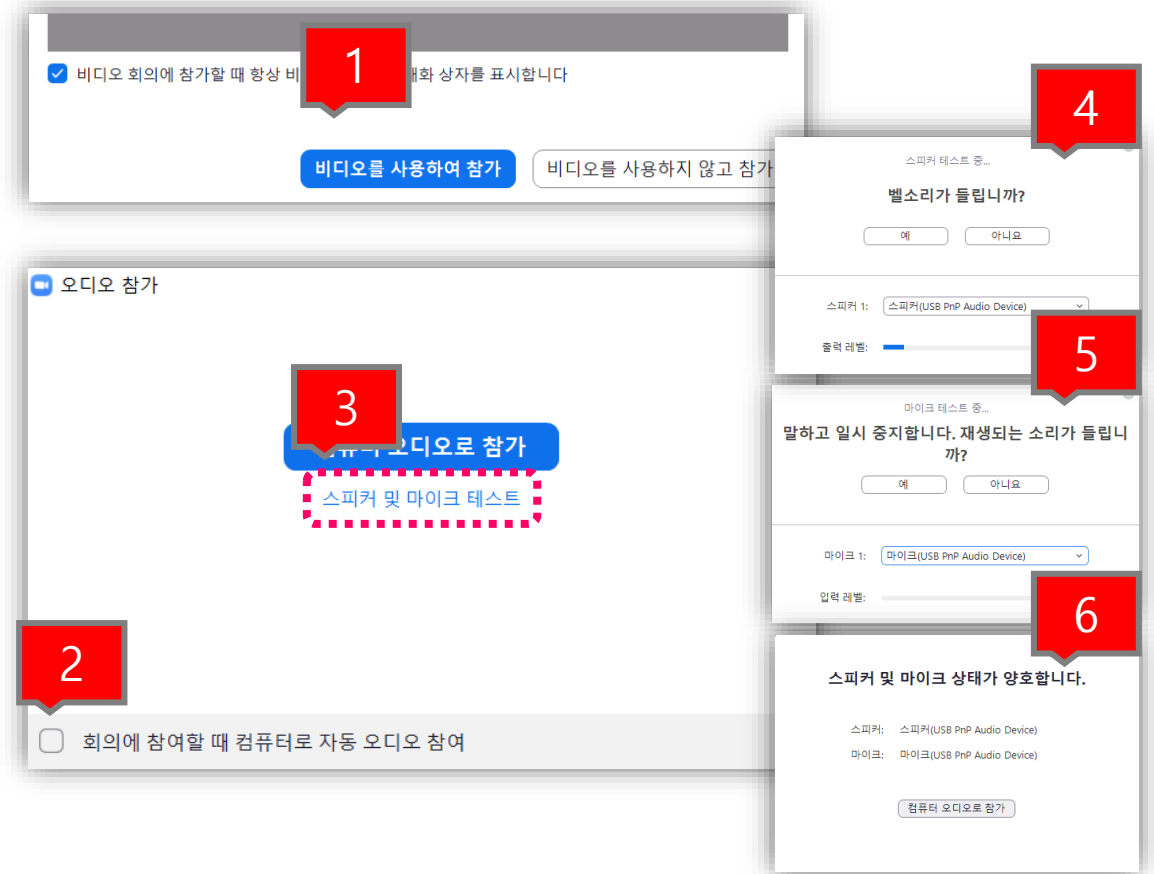 1
비디오 회의에 참가할 때 항상 비 화 상자를 표시합니다
비디오를 사용하여 참가
비디오를 사용하지 않고 참가
오디오 참가
3
오디오로 참가
스피커 및 마이크 테스트
2
회의에 참여할 때 컴퓨터로 자동 오디오 참여
4
스피커 테스트 중...
벨소리가 들립니까?
예 아니요
스피커 1: 스피커(USB PnP Audio Device)
출력 레벨:
5
마이크 테스트 중...
말하고 일시 중지합니다. 재생되는 소리가 들립니
까?
예 아니요
마이크 1: 마이크(USB PnP Audio Device)
입력 레벨:
6
스피커 및 마이크 상태가 양호합니다.
스피커: 스피커(USB PnP Audio Device)
마이크: 마이크(USB PnP Audio Device)
컴퓨터 오디오로 참가